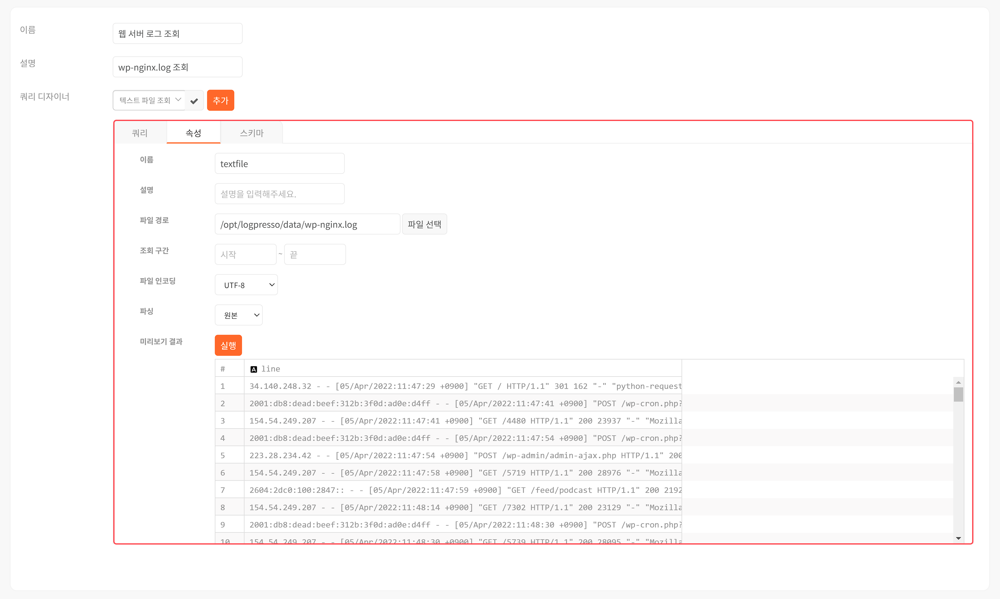 이름
웹 서버 로그 조회
설명
wp-nginx.log 조회
쿼리 디자이너
텍스트 파일 조회
추가
쿼리 속성 스키마
이름
textfile
설명
설명을 입력해주세요.
파일 경로
/opt/logpresso/data/wp-nginx.log
파일 선택
조회 구간
시작 ~ 끝
파일 인코딩
UTF-8
파싱
원본
미리보기 결과
실행
# A line
1 34.140.248.32 - - [05/Apr/2022:11:47:29 +0900] "GET / HTTP/1.1" 301 162 "-" "python-request
2 2001:db8:dead:beef:312b:3f0d:ad0e:d4ff - - [05/Apr/2022:11:47:41 +0900] "POST /wp-cron.php?
3 154.54.249.207 - - [05/Apr/2022:11:47:41 +0900] "GET /4480 HTTP/1.1" 200 23937 "-" "Mozilla
4 2001:db8:dead:beef:312b:3f0d:ad0e:d4ff - - [05/Apr/2022:11:47:54 +0900] "POST /wp-cron.php?
5 223.28.234.42 - - [05/Apr/2022:11:47:54 +0900] "POST /wp-admin/admin-ajax.php HTTP/1.1" 200
6 154.54.249.207 - - [05/Apr/2022:11:47:58 +0900] "GET /5719 HTTP/1.1" 200 28976 "-" "Mozilla
7 2604:2dc0:100:2847:: - - [05/Apr/2022:11:47:59 +0900] "GET /feed/podcast HTTP/1.1" 200 2192
8 154.54.249.207 - - [05/Apr/2022:11:48:14 +0900] "GET /7302 HTTP/1.1" 200 23129 "-" "Mozilla
9 2001:db8:dead:beef:312b:3f0d:ad0e:d4ff - - [05/Apr/2022:11:48:30 +0900] "POST /wp-cron.php?
10 154.54.249.207 - - [05/Apr/2022:11:48:30 +0900] "GET /5739 HTTP/1.1" 200 28095 "-" "Mozilla